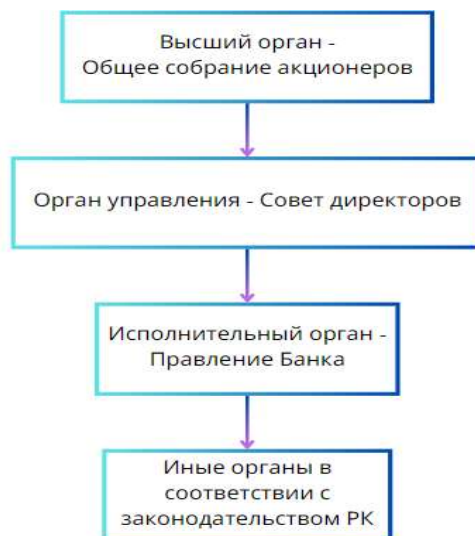 Высший орган -
Общее собрание акционеров
Орган управления - Совет директоров
Исполнительный орган -
Правление Банка
Иные органы в
соответствии с
законодательством РК